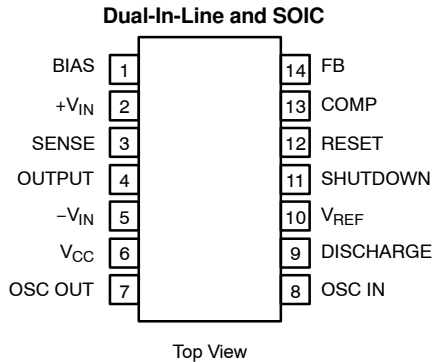 Dual-In-Line and SOIC
BIAS 1 14 FB
+VIN 2 13 COMP
SENSE 3 12 RESET
OUTPUT 4 11 SHUTDOWN
−VIN 5 10 VREF
VCC 6 9 DISCHARGE
OSC OUT 7 8 OSC IN
Top View